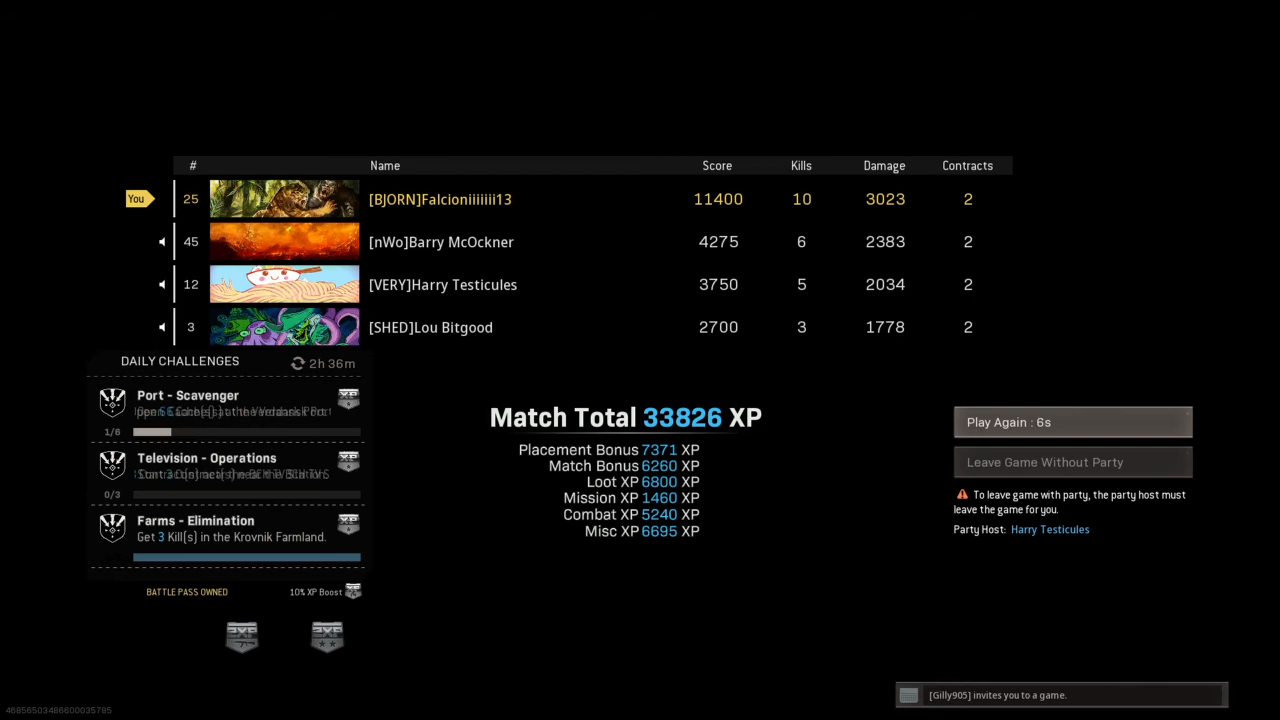 # Name Score Kills Damage Contracts
You 25 [BJORN]Falcioniiiiiii13 11400 10 3023 2
45 [nWo]Barry McOckner 4275 6 2383 2
12 [VERY]Harry Testicules 3750 5 2034 2
3 [SHED]Lou Bitgood 2700 3 1778 2
DAILY CHALLENGES 2h 36m
Port - Scavenger
1/6
Television - Operations
0/3
Farms - Elimination
Get 3 Kill(s) in the Krovnik Farmland.
BATTLE PASS OWNED 10% XP Boost
2XP 2XP
Match Total 33826 XP
Placement Bonus 7371 XP
Match Bonus 6260 XP
Loot XP 6800 XP
Mission XP 1460 XP
Combat XP 5240 XP
Misc XP 6695 XP
Play Again : 6s
Leave Game Without Party
To leave game with party, the party host must
leave the game for you.
Party Host: Harry Testicules
[Gilly905] invites you to a game.